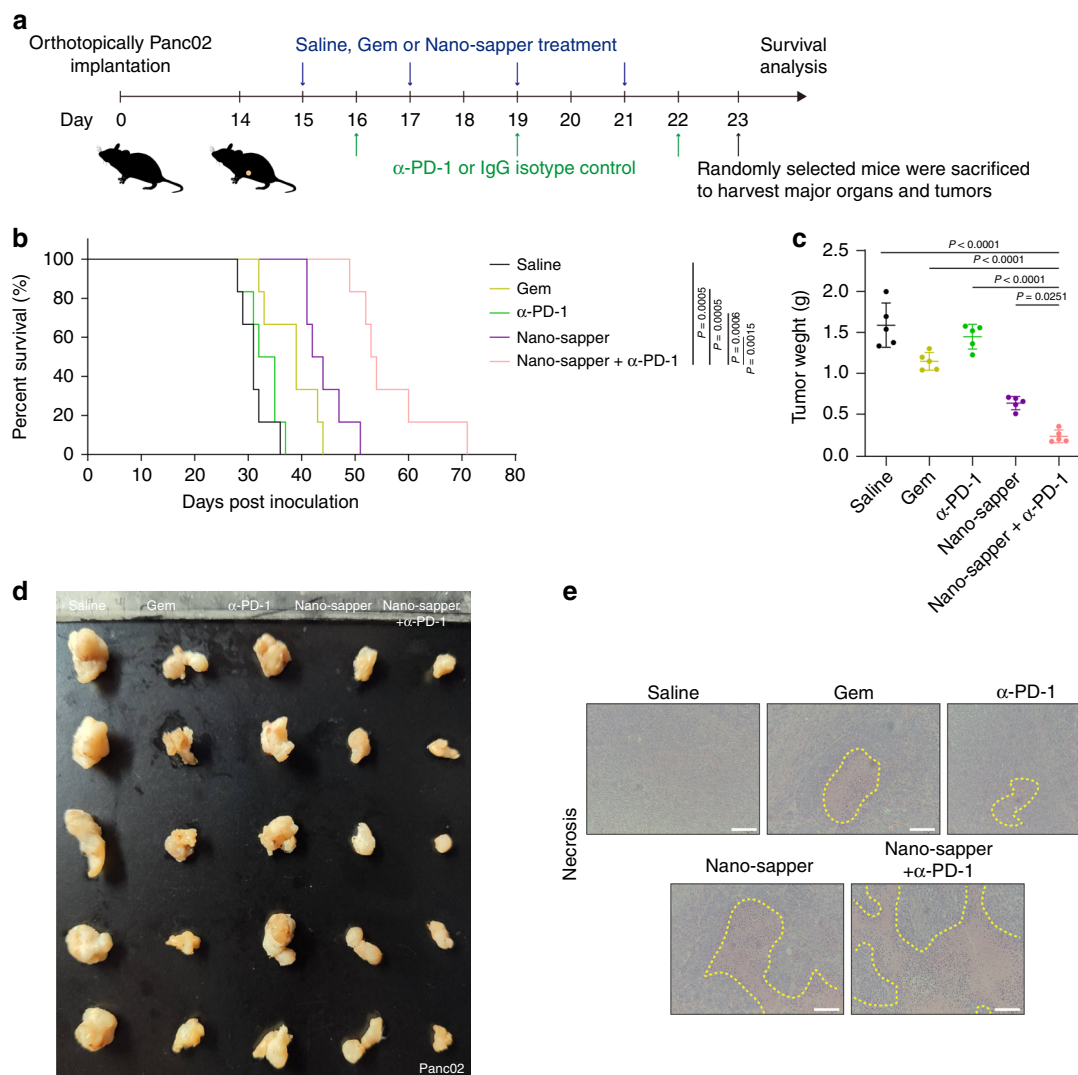 a
Orthotopically Panc02
implantation
Saline, Gem or Nano-sapper treatment
Survival
analysis
Day
0
14
15
16
17
18
19
20
21
22
23
α-PD-1 or IgG isotype control
Randomly selected mice were sacrificed
to harvest major organs and tumors
b
Percent survival (%)
100
80
60
40
20
0
0
10
20
30
40
50
60
70
80
Days post inoculation
Saline
Gem
α-PD-1
Nano-sapper
Nano-sapper + α-PD-1
P = 0.0005
P = 0.0005
P = 0.0006
P = 0.0015
c
Tumor weght (g)
2.5
2.0
1.5
1.0
0.5
0.0
P < 0.0001
P < 0.0001
P < 0.0001
P = 0.0251
Saline
Gem
α-PD-1
Nano-sapper
Nano-sapper + α-PD-1
d
Saline
Gem
α-PD-1
Nano-sapper
Nano-sapper
+α-PD-1
Panc02
e
Necrosis
Saline
Gem
α-PD-1
Nano-sapper
Nano-sapper
+α-PD-1